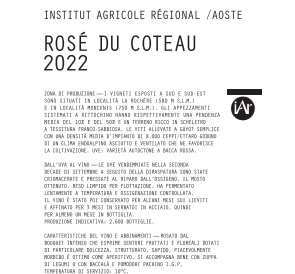 INSTITUT AGRICOLE RÉGIONAL /AOSTE
ROSÉ DU COTEAU
2022
ZONA DI PRODUZIONE — I VIGNETI ESPOSTI A SUD E SUD-EST
SONO SITUATI IN LOCALITÀ LA ROCHÈRE (580 M S.L.M.)
E IN LOCALITÀ MONCENIS (750 M S.L.M.). GLI APPEZZAMENTI
SISTEMATI A RITTOCHINO HANNO RISPETTIVAMENTE UNA PENDENZA
MEDIA DEL E DEL E UN TERRENO RICCO IN SCHELETRO
A TESSITURA FRANCO-SABBIOSA. LE VITI ALLEVATE A GUYOT SEMPLICE
CON UNA DENSITÀ MEDIA D'IMPIANTO DI 8.000 CEPPI/ETTARO GODONO
DI UN CLIMA ENDOALPINO ASCIUTTO E VENTILATO CHE NE FAVORISCE
LA COLTIVAZIONE. UVE: VARIETÀ AUTOCTONE A BACCA ROSSA.
iAr
DALL'UVA AL VINO — LE UVE VENDEMMIATE NELLA SECONDA
DECADE DI SETTEMBRE A SEGUITO DELLA DIRASPATURA SONO STATE
CRIOMACERATE E PRESSATE AL RIPARO DALL'OSSIGENO. IL MOSTO
OTTENUTO, RESO LIMPIDO PER FLOTTAZIONE, HA FERMENTATO
LENTAMENTE A TEMPERATURA E OSSIGENAZIONE CONTROLLATA.
IL VINO È STATO POI CONSERVATO PER ALCUNI MESI SUI LIEVITI
E AFFINATO PER 3 MESI IN SERBATOI IN ACCIAIO, QUINDI
PER ALMENO UN MESE IN BOTTIGLIA.
PRODUZIONE INDICATIVA: 2.600 BOTTIGLIE.
CARATTERISTICHE DEL VINO E ABBINAMENTI — ROSATO DAL
BOUQUET INTENSO CHE ESPRIME SENTORI FRUTTATI E FLOREALI DOTATI
DI PARTICOLARE DOLCEZZA. STRUTTURATO, SAPIDO, PIACEVOLMENTE
MORBIDO È OTTIMO COME APERITIVO. SI ACCOMPAGNA BENE CON ZUPPA
DI LEGUMI O CON BACCALÀ E POMODORI PACHINO I.G.P.
TEMPERATURA DI SERVIZIO: 10°C.